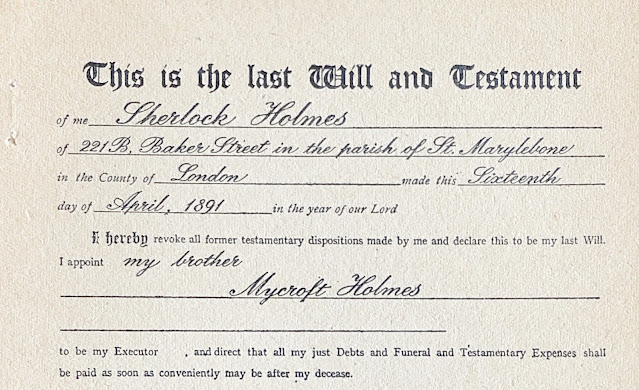 This is the last Will and Testament
of me Sherlock Holmes
of 221B, Baker Street in the parish of St. Marylebone
in the County of London made this Sixteenth
day of April, 1891 in the year of our Lord
I hereby revoke all former testamentary dispositions made by me and declare this to be my last Will.
I appoint my brother
Mycroft Holmes
to be my Executor , and direct that all my just Debts and Funeral and Testamentary Expenses shall
be paid as soon as conveniently may be after my decease.